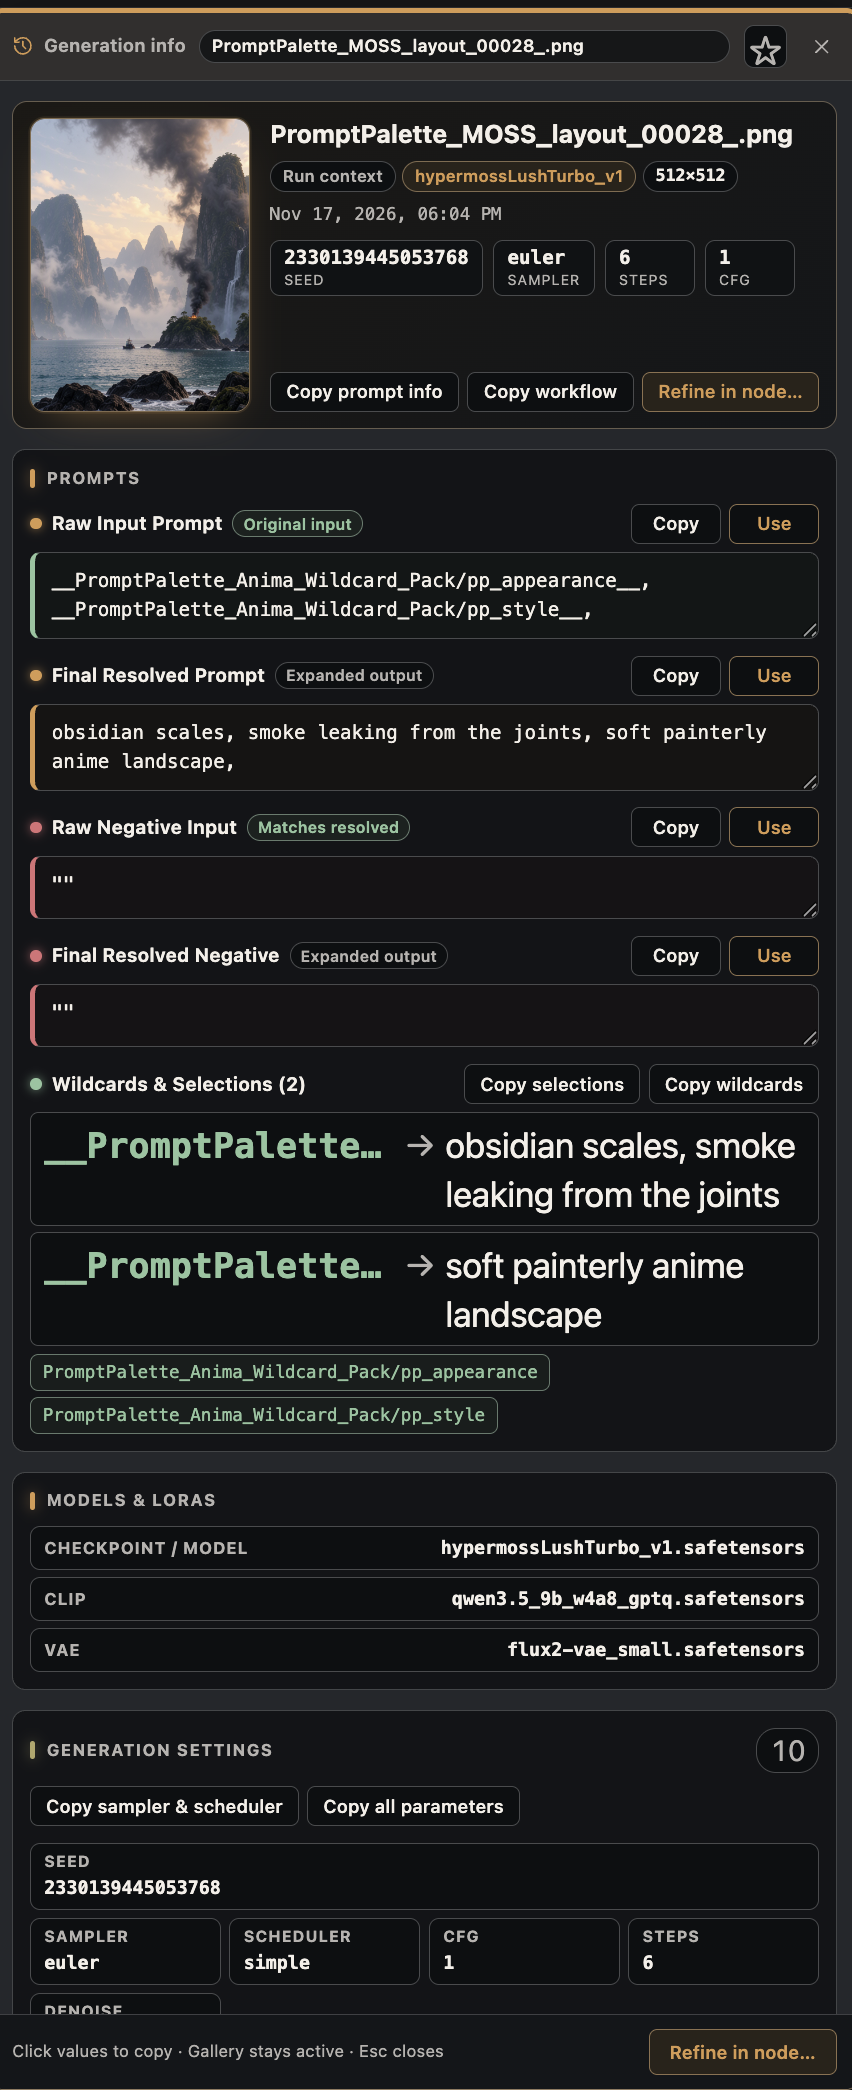 Generation info PromptPalette_MOSS_layout_00028_.png
PromptPalette_MOSS_layout_00028_.png
Run context hypermossLushTurbo_v1 512×512
Nov 17, 2026, 06:04 PM
2330139445053768 euler 6 1
SEED SAMPLER STEPS CFG
Copy prompt info Copy workflow Refine in node...
PROMPTS
Raw Input Prompt Original input Copy Use
__PromptPalette_Anima_Wildcard_Pack/pp_appearance__,
__PromptPalette_Anima_Wildcard_Pack/pp_style__,
Final Resolved Prompt Expanded output Copy Use
obsidian scales, smoke leaking from the joints, soft painterly
anime landscape,
Raw Negative Input Matches resolved Copy Use
""
Final Resolved Negative Expanded output Copy Use
""
Wildcards & Selections (2) Copy selections Copy wildcards
__PromptPalette… → obsidian scales, smoke
leaking from the joints
__PromptPalette… → soft painterly anime
landscape
PromptPalette_Anima_Wildcard_Pack/pp_appearance
PromptPalette_Anima_Wildcard_Pack/pp_style
MODELS & LORAS
CHECKPOINT / MODEL hypermossLushTurbo_v1.safetensors
CLIP qwen3.5_9b_w4a8_gptq.safetensors
VAE flux2-vae_small.safetensors
GENERATION SETTINGS 10
Copy sampler & scheduler Copy all parameters
SEED
2330139445053768
SAMPLER SCHEDULER CFG STEPS
euler simple 1 6
DENOISE
Click values to copy · Gallery stays active · Esc closes Refine in node...